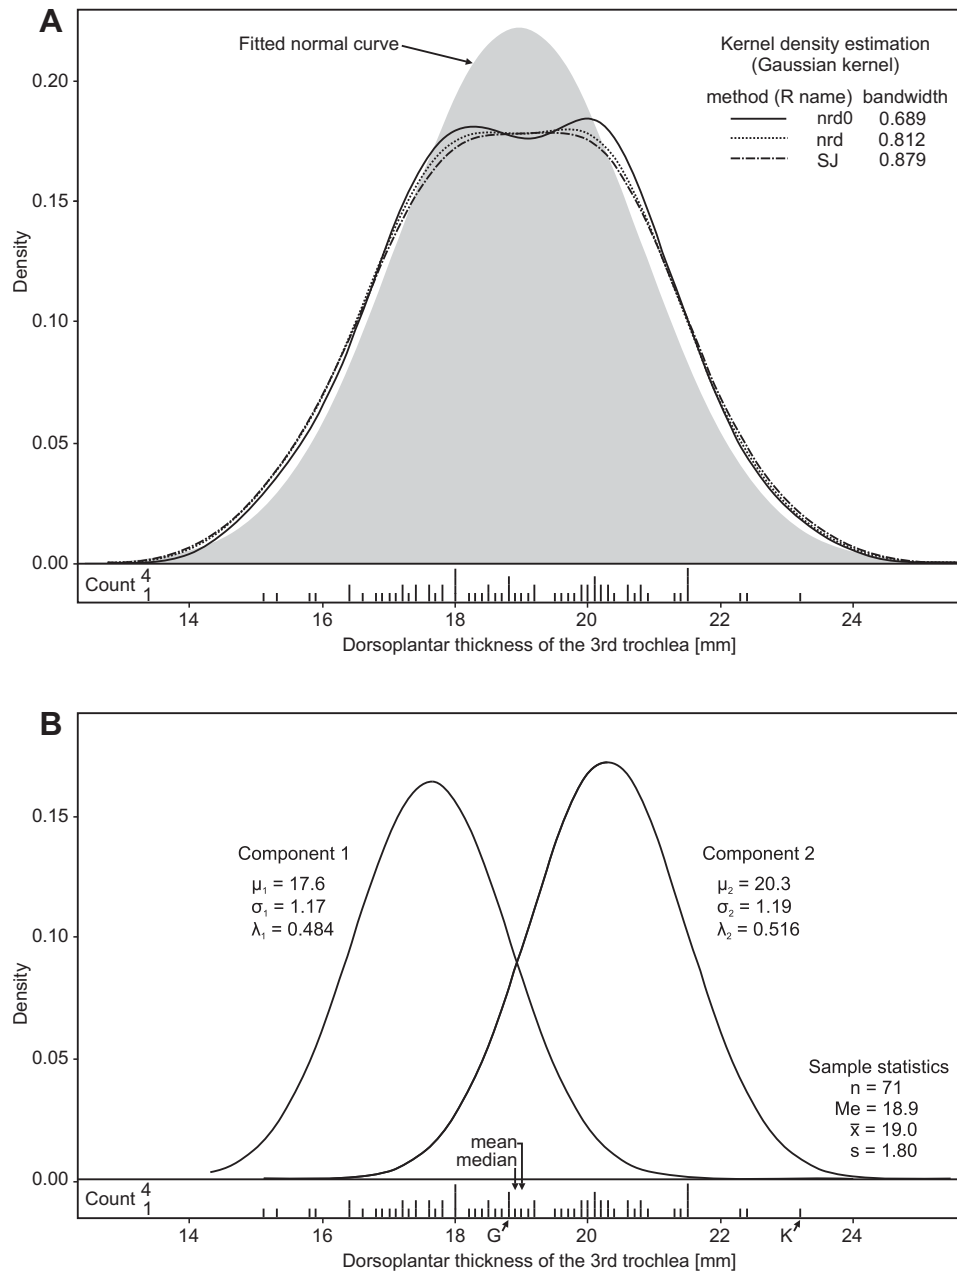 A
Fitted normal curve
Kernel density estimation
(Gaussian kernel)
method (R name) bandwidth
nrd0 0.689
nrd 0.812
SJ 0.879
0.20
0.15
0.10
0.05
0.00
Density
Count 4
1
14 16 18 20 22 24
Dorsoplantar thickness of the 3rd trochlea [mm]
B
0.15
0.10
0.05
0.00
Density
Component 1
μ₁ = 17.6
σ₁ = 1.17
λ₁ = 0.484
Component 2
μ₂ = 20.3
σ₂ = 1.19
λ₂ = 0.516
Sample statistics
n = 71
Me = 18.9
x̄ = 19.0
s = 1.80
mean
median
Count 4
1
14 16 18 G 20 22 K 24
Dorsoplantar thickness of the 3rd trochlea [mm]